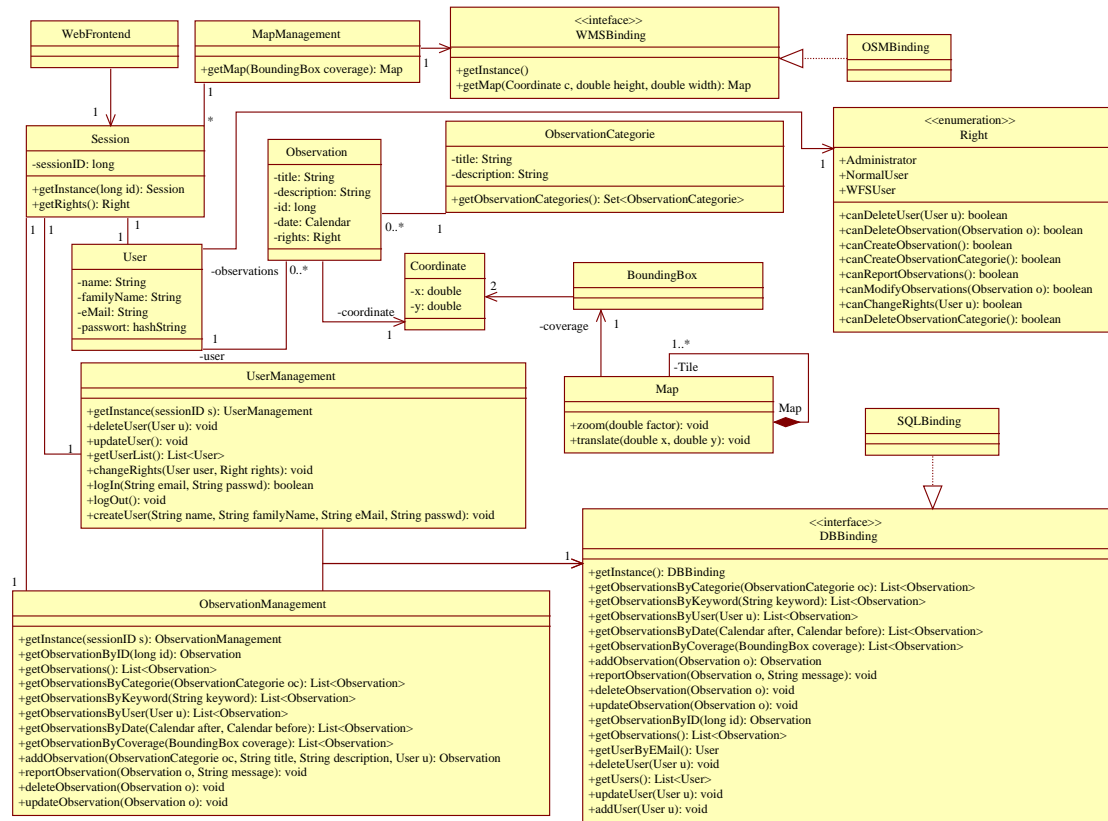 WebFrontend
MapManagement
+getMap(BoundingBox coverage): Map
1
<<inteface>>
WMSBinding
+getInstance()
+getMap(Coordinate c, double height, double width): Map
OSMBinding
1
1
*
Session
-sessionID: long
+getInstance(long id): Session
+getRights(): Right
Observation
-title: String
-description: String
-id: long
-date: Calendar
-rights: Right
ObservationCategorie
-title: String
-description: String
+getObservationCategories(): Set<ObservationCategorie>
0..*
1
<<enumeration>>
Right
+Administrator
+NormalUser
+WFSUser
+canDeleteUser(User u): boolean
+canDeleteObservation(Observation o): boolean
+canCreateObservation(): boolean
+canCreateObservationCategorie(): boolean
+canReportObservations(): boolean
+canModifyObservations(Observation o): boolean
+canChangeRights(User u): boolean
+canDeleteObservationCategorie(): boolean
1
1
1
1
1
User
-name: String
-familyName: String
-eMail: String
-passwort: hashString
-observations
0..*
1
-user
Coordinate
-x: double
-y: double
-coordinate
1
2
BoundingBox
-coverage
1
1..*
-Tile
Map
Map
+zoom(double factor): void
+translate(double x, double y): void
UserManagement
+getInstance(sessionID s): UserManagement
+deleteUser(User u): void
+updateUser(): void
+getUserList(): List<User>
+changeRights(User user, Right rights): void
+logIn(String email, String passwd): boolean
+logOut(): void
+createUser(String name, String familyName, String eMail, String passwd): void
1
SQLBinding
1
1
ObservationManagement
+getInstance(sessionID s): ObservationManagement
+getObservationByID(long id): Observation
+getObservations(): List<Observation>
+getObservationsByCategorie(ObservationCategorie oc): List<Observation>
+getObservationsByKeyword(String keyword): List<Observation>
+getObservationsByUser(User u): List<Observation>
+getObservationsByDate(Calendar after, Calendar before): List<Observation>
+getObservationByCoverage(BoundingBox coverage): List<Observation>
+addObservation(ObservationCategorie oc, String title, String description, User u): Observation
+reportObservation(Observation o, String message): void
+deleteObservation(Observation o): void
+updateObservation(Observation o): void
<<interface>>
DBBinding
+getInstance(): DBBinding
+getObservationsByCategorie(ObservationCategorie oc): List<Observation>
+getObservationsByKeyword(String keyword): List<Observation>
+getObservationsByUser(User u): List<Observation>
+getObservationsByDate(Calendar after, Calendar before): List<Observation>
+getObservationByCoverage(BoundingBox coverage): List<Observation>
+addObservation(Observation o): Observation
+reportObservation(Observation o, String message): void
+deleteObservation(Observation o): void
+updateObservation(Observation o): void
+getObservationByID(long id): Observation
+getObservations(): List<Observation>
+getUserByEMail(): User
+deleteUser(User u): void
+getUsers(): List<User>
+updateUser(User u): void
+addUser(User u): void